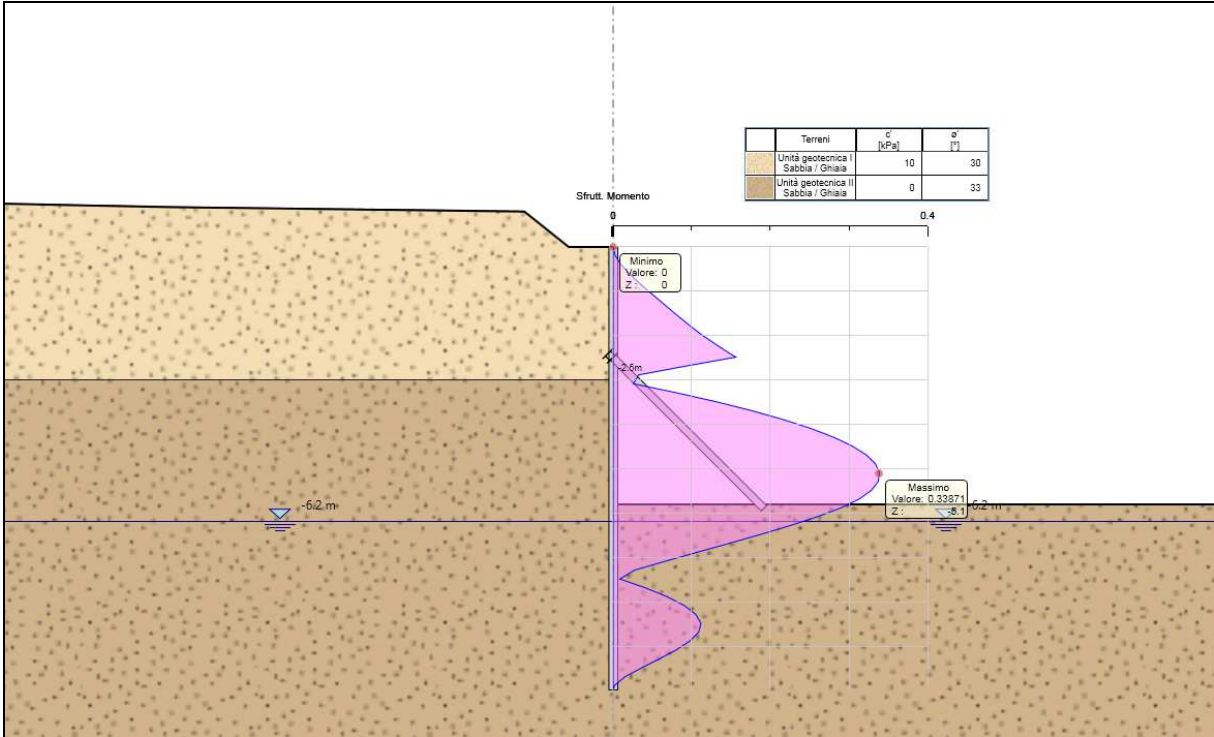 Terreni
c'
[kPa]
ø'
[°]
Unità geotecnica I
Sabbia / Ghiaia
10
30
Unità geotecnica II
Sabbia / Ghiaia
0
33
Sfrutt. Momento
0
0.4
Minimo
Valore: 0
Z : 0
-2.5m
Massimo
Valore: 0.33871
Z : -5.1
-6.2 m
-6.2 m